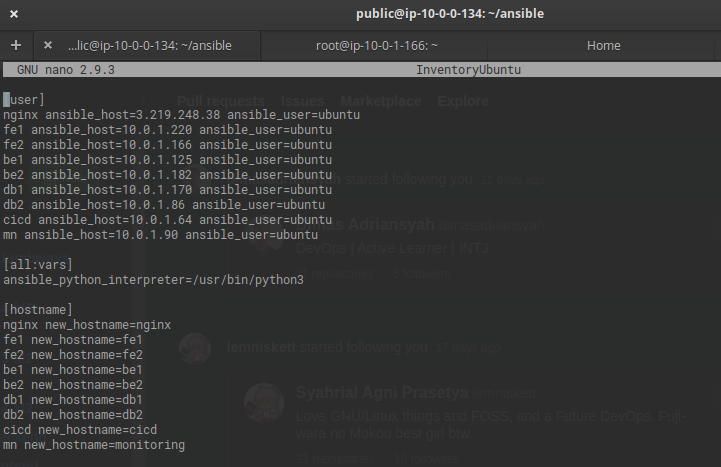 public@ip-10-0-0-134: ~/ansible
...lic@ip-10-0-0-134: ~/ansible
root@ip-10-0-1-166: ~
Home
GNU nano 2.9.3
InventoryUbuntu
[user]
nginx ansible_host=3.219.248.38 ansible_user=ubuntu
fe1 ansible_host=10.0.1.220 ansible_user=ubuntu
fe2 ansible_host=10.0.1.166 ansible_user=ubuntu
be1 ansible_host=10.0.1.125 ansible_user=ubuntu
be2 ansible_host=10.0.1.182 ansible_user=ubuntu
db1 ansible_host=10.0.1.170 ansible_user=ubuntu
db2 ansible_host=10.0.1.86 ansible_user=ubuntu
cicd ansible_host=10.0.1.64 ansible_user=ubuntu
mn ansible_host=10.0.1.90 ansible_user=ubuntu
[all:vars]
ansible_python_interpreter=/usr/bin/python3
[hostname]
nginx new_hostname=nginx
fe1 new_hostname=fe1
fe2 new_hostname=fe2
be1 new_hostname=be1
be2 new_hostname=be2
db1 new_hostname=db1
db2 new_hostname=db2
cicd new_hostname=cicd
mn new_hostname=monitoring
Pull requests Issues Marketplace Explore
started following you
Adriansyah
DevOps | Active Learner | INTJ
lemniskett started following you 17 days ago
Syahrial Agni Prasetya lemniskett
Love GNU/Linux things and FOSS, and a Future DevOps. Fuji-
wara no Mokou best girl btw.